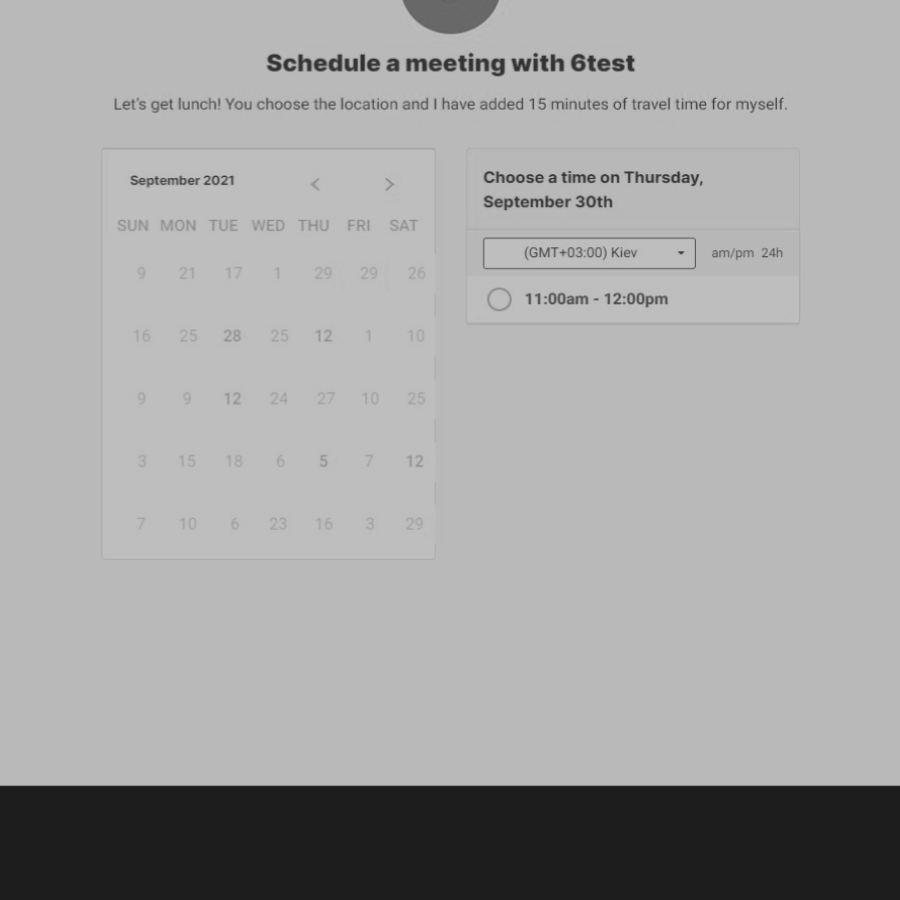 Schedule a meeting with 6test
Let's get lunch! You choose the location and I have added 15 minutes of travel time for myself.
September 2021
SUN MON TUE WED THU FRI SAT
9 21 17 1 29 29 26
16 25 28 25 12 1 10
9 9 12 24 27 10 25
3 15 18 6 5 7 12
7 10 6 23 16 3 29
Choose a time on Thursday,
September 30th
(GMT+03:00) Kiev am/pm 24h
11:00am - 12:00pm